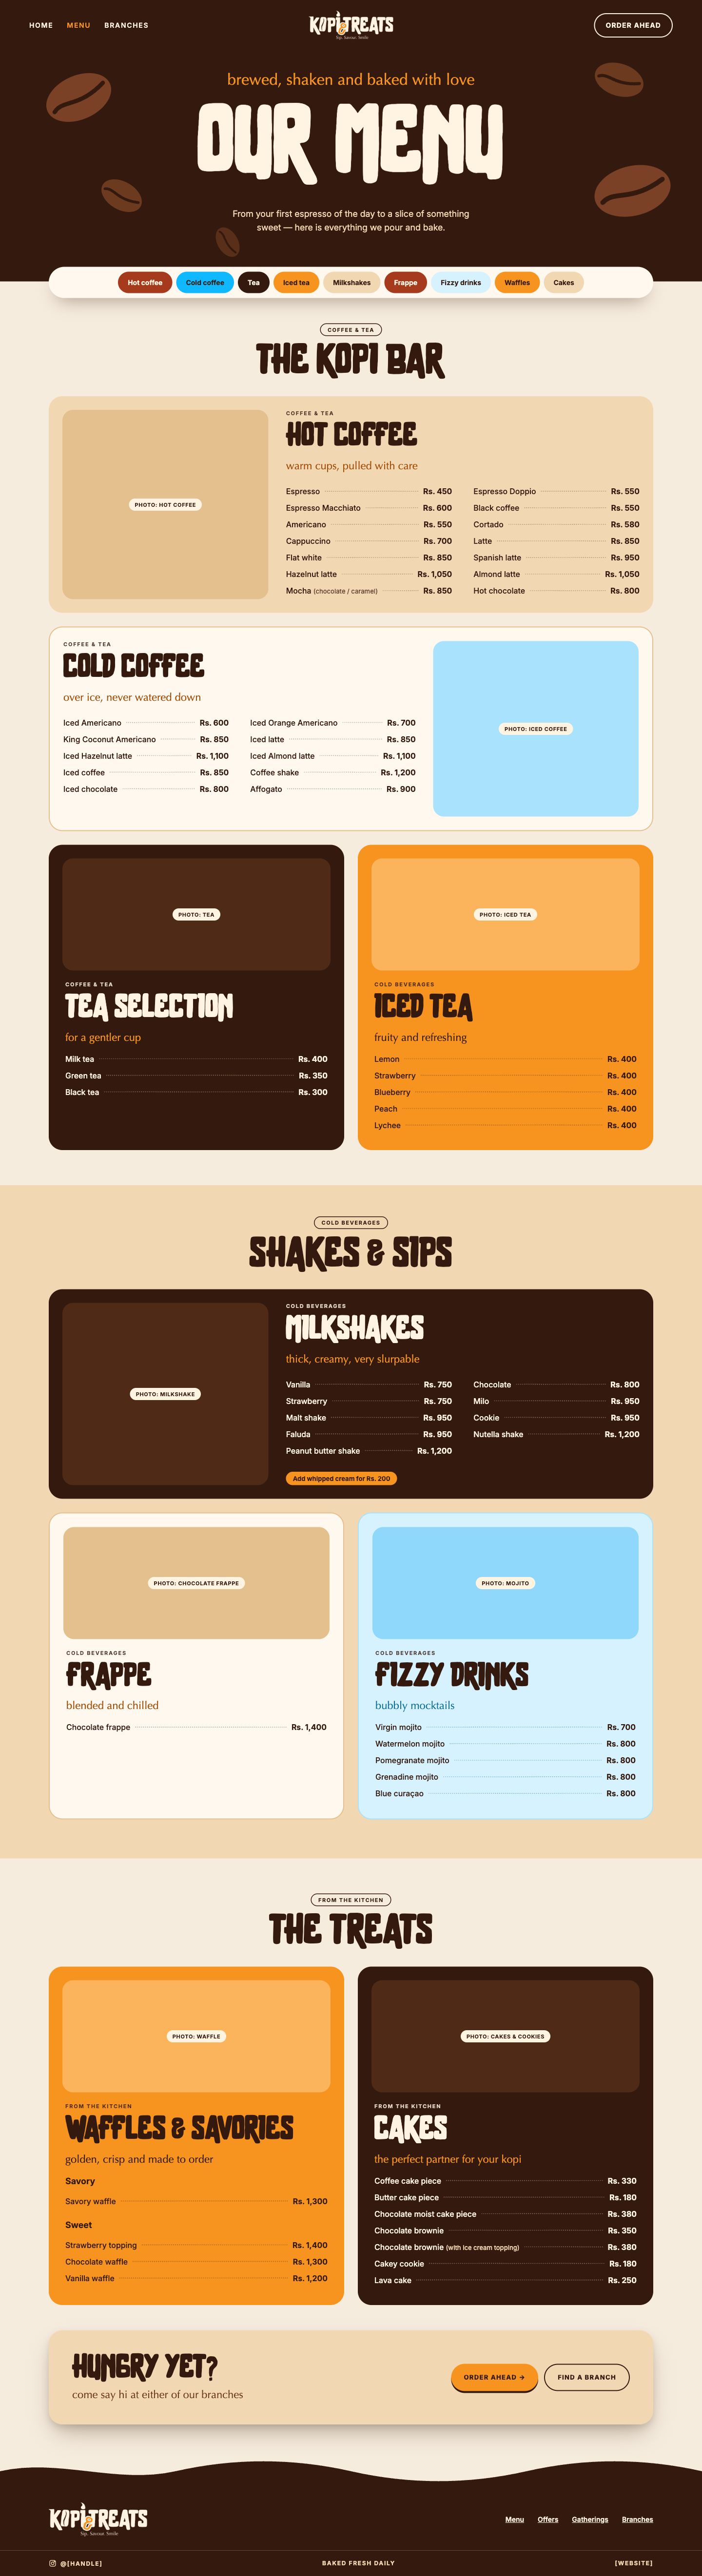 HOME MENU BRANCHES
KOPI & TREATS
Sip. Savour. Smile
ORDER AHEAD
brewed, shaken and baked with love
OUR MENU
From your first espresso of the day to a slice of something
sweet — here is everything we pour and bake.
Hot coffee Cold coffee Tea Iced tea Milkshakes Frappe Fizzy drinks Waffles Cakes
COFFEE & TEA
THE KOPI BAR
PHOTO: HOT COFFEE
COFFEE & TEA
HOT COFFEE
warm cups, pulled with care
Espresso Rs. 450
Espresso Doppio Rs. 550
Espresso Macchiato Rs. 600
Black coffee Rs. 550
Americano Rs. 550
Cortado Rs. 580
Cappuccino Rs. 700
Latte Rs. 850
Flat white Rs. 850
Spanish latte Rs. 950
Hazelnut latte Rs. 1,050
Almond latte Rs. 1,050
Mocha (chocolate / caramel) Rs. 850
Hot chocolate Rs. 800
COFFEE & TEA
COLD COFFEE
over ice, never watered down
Iced Americano Rs. 600
Iced Orange Americano Rs. 700
King Coconut Americano Rs. 850
Iced latte Rs. 850
Iced Hazelnut latte Rs. 1,100
Iced Almond latte Rs. 1,100
Iced coffee Rs. 850
Coffee shake Rs. 1,200
Iced chocolate Rs. 800
Affogato Rs. 900
PHOTO: ICED COFFEE
PHOTO: TEA
COFFEE & TEA
TEA SELECTION
for a gentler cup
Milk tea Rs. 400
Green tea Rs. 350
Black tea Rs. 300
PHOTO: ICED TEA
COLD BEVERAGES
ICED TEA
fruity and refreshing
Lemon Rs. 400
Strawberry Rs. 400
Blueberry Rs. 400
Peach Rs. 400
Lychee Rs. 400
COLD BEVERAGES
SHAKES & SIPS
PHOTO: MILKSHAKE
COLD BEVERAGES
MILKSHAKES
thick, creamy, very slurpable
Vanilla Rs. 750
Chocolate Rs. 800
Strawberry Rs. 750
Milo Rs. 950
Malt shake Rs. 950
Cookie Rs. 950
Faluda Rs. 950
Nutella shake Rs. 1,200
Peanut butter shake Rs. 1,200
Add whipped cream for Rs. 200
PHOTO: CHOCOLATE FRAPPE
COLD BEVERAGES
FRAPPE
blended and chilled
Chocolate frappe Rs. 1,400
PHOTO: MOJITO
COLD BEVERAGES
FIZZY DRINKS
bubbly mocktails
Virgin mojito Rs. 700
Watermelon mojito Rs. 800
Pomegranate mojito Rs. 800
Grenadine mojito Rs. 800
Blue curaçao Rs. 800
FROM THE KITCHEN
THE TREATS
PHOTO: WAFFLE
FROM THE KITCHEN
WAFFLES & SAVORIES
golden, crisp and made to order
Savory
Savory waffle Rs. 1,300
Sweet
Strawberry topping Rs. 1,400
Chocolate waffle Rs. 1,300
Vanilla waffle Rs. 1,200
PHOTO: CAKES & COOKIES
FROM THE KITCHEN
CAKES
the perfect partner for your kopi
Coffee cake piece Rs. 330
Butter cake piece Rs. 180
Chocolate moist cake piece Rs. 380
Chocolate brownie Rs. 350
Chocolate brownie (with ice cream topping) Rs. 380
Cakey cookie Rs. 180
Lava cake Rs. 250
HUNGRY YET?
come say hi at either of our branches
ORDER AHEAD → FIND A BRANCH
KOPI & TREATS
Sip. Savour. Smile
Menu Offers Gatherings Branches
@[HANDLE] BAKED FRESH DAILY [WEBSITE]